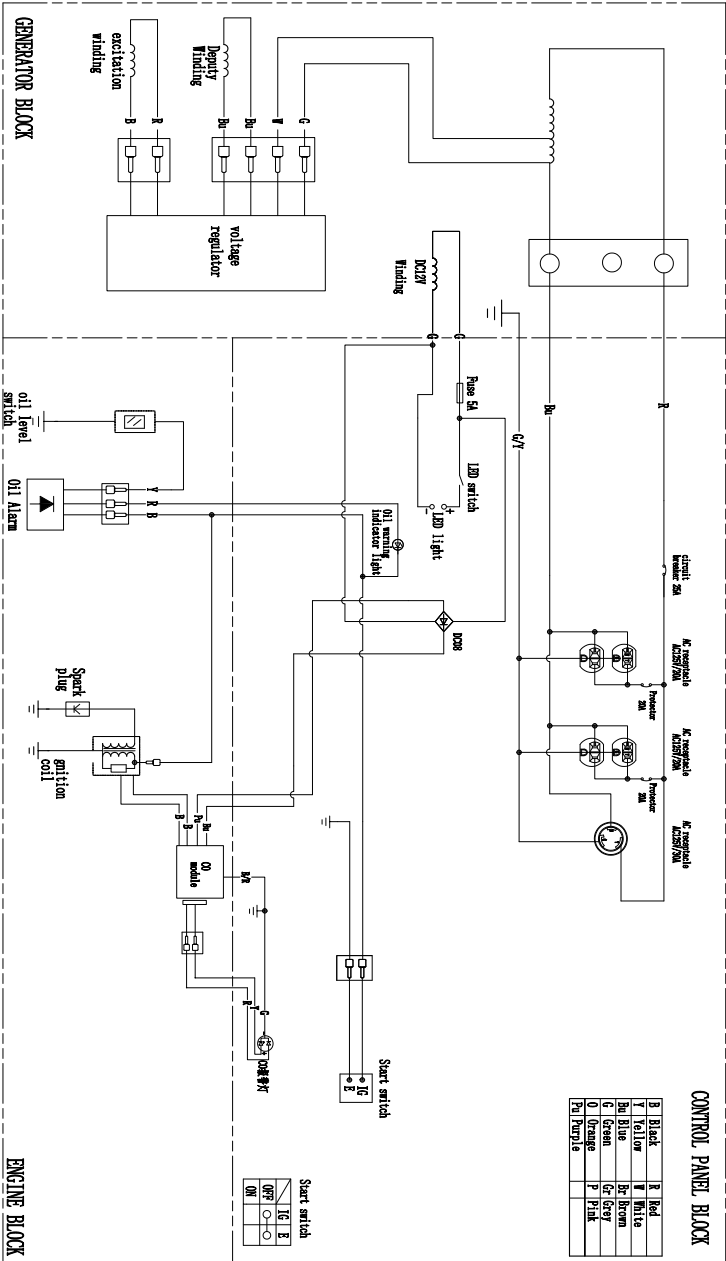 GENERATOR BLOCK
excitation
winding
B
R
Deputy
Winding
Bu
Bu
W
G
voltage
regulator
DC12V
Winding
G
G
Fuse 5A
LED switch
LED light
+
-
Bu
R
G/Y
circuit
breaker 25A
AC receptacle
AC125V/20A
Protector
20A
AC receptacle
AC125V/20A
Protector
20A
AC receptacle
AC125V/30A
oil level
switch
Oil Alarm
Y
R
B
Oil warning
indicator light
DC08
Spark
plug
gnition
coil
B
B
Pu
Bu
CO
module
B/R
R
Y
G
-
+
Start switch
IG
E
Start switch
IG E
OFF
ON
CONTROL PANEL BLOCK
B Black R Red
Y Yellow W White
Bu Blue Br Brown
G Green Gr Grey
O Orange P Pink
Pu Purple
ENGINE BLOCK